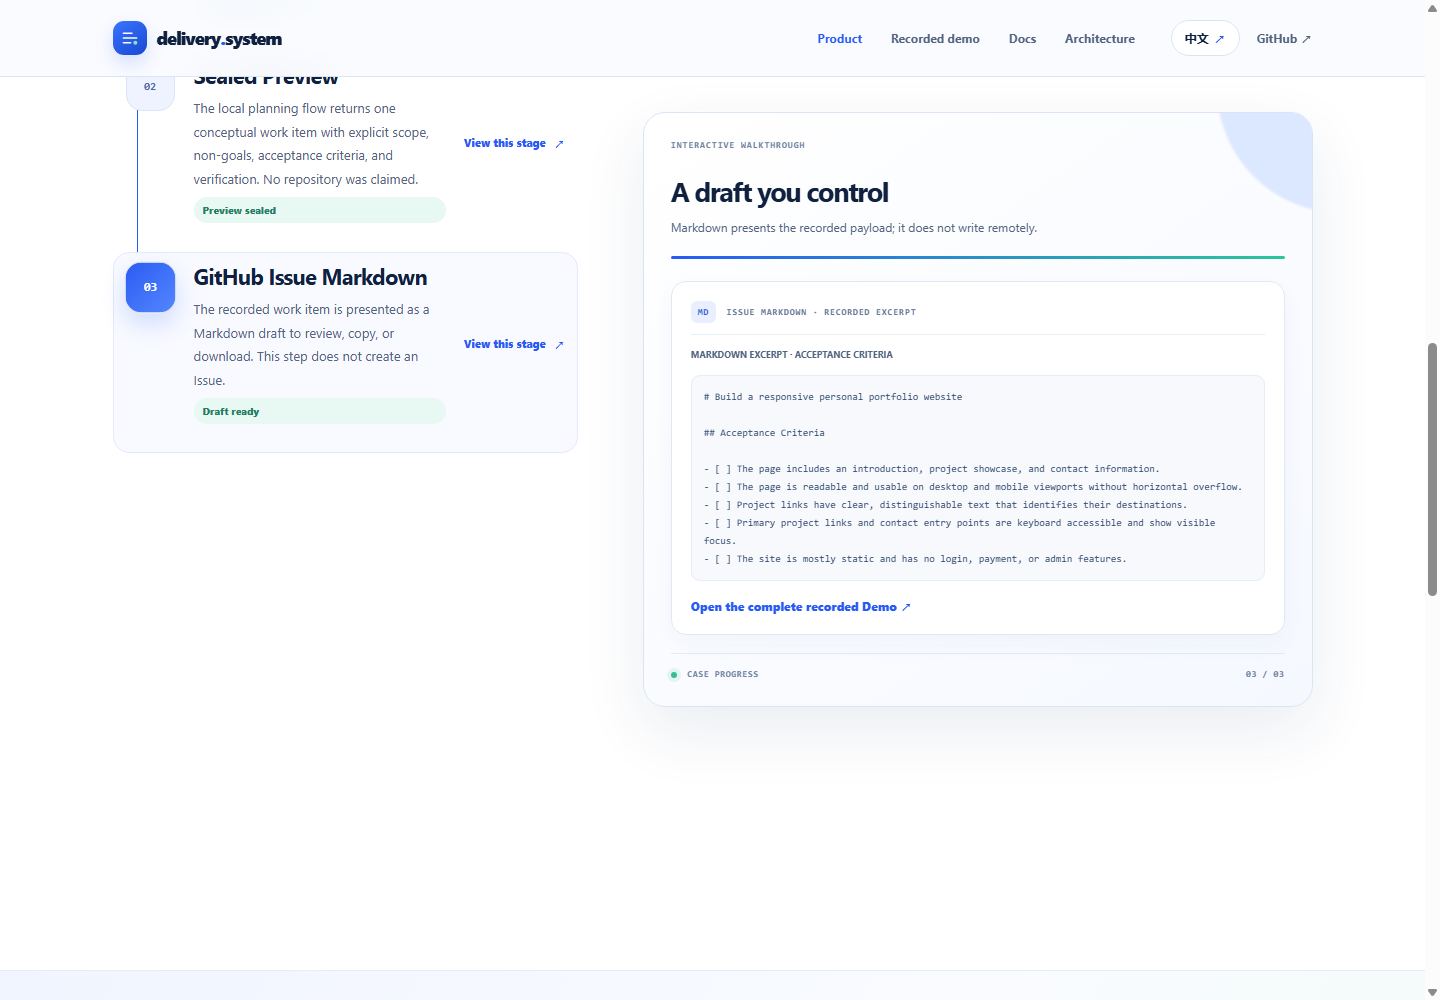 delivery.system
Product
Recorded demo
Docs
Architecture
中文 ↗
GitHub ↗
02
Sealed Preview
The local planning flow returns one
conceptual work item with explicit scope,
non-goals, acceptance criteria, and
verification. No repository was claimed.
Preview sealed
View this stage ↗
03
GitHub Issue Markdown
The recorded work item is presented as a
Markdown draft to review, copy, or
download. This step does not create an
Issue.
Draft ready
View this stage ↗
INTERACTIVE WALKTHROUGH
A draft you control
Markdown presents the recorded payload; it does not write remotely.
MD ISSUE MARKDOWN · RECORDED EXCERPT
MARKDOWN EXCERPT · ACCEPTANCE CRITERIA
# Build a responsive personal portfolio website
## Acceptance Criteria
- [ ] The page includes an introduction, project showcase, and contact information.
- [ ] The page is readable and usable on desktop and mobile viewports without horizontal overflow.
- [ ] Project links have clear, distinguishable text that identifies their destinations.
- [ ] Primary project links and contact entry points are keyboard accessible and show visible
focus.
- [ ] The site is mostly static and has no login, payment, or admin features.
Open the complete recorded Demo ↗
CASE PROGRESS
03 / 03